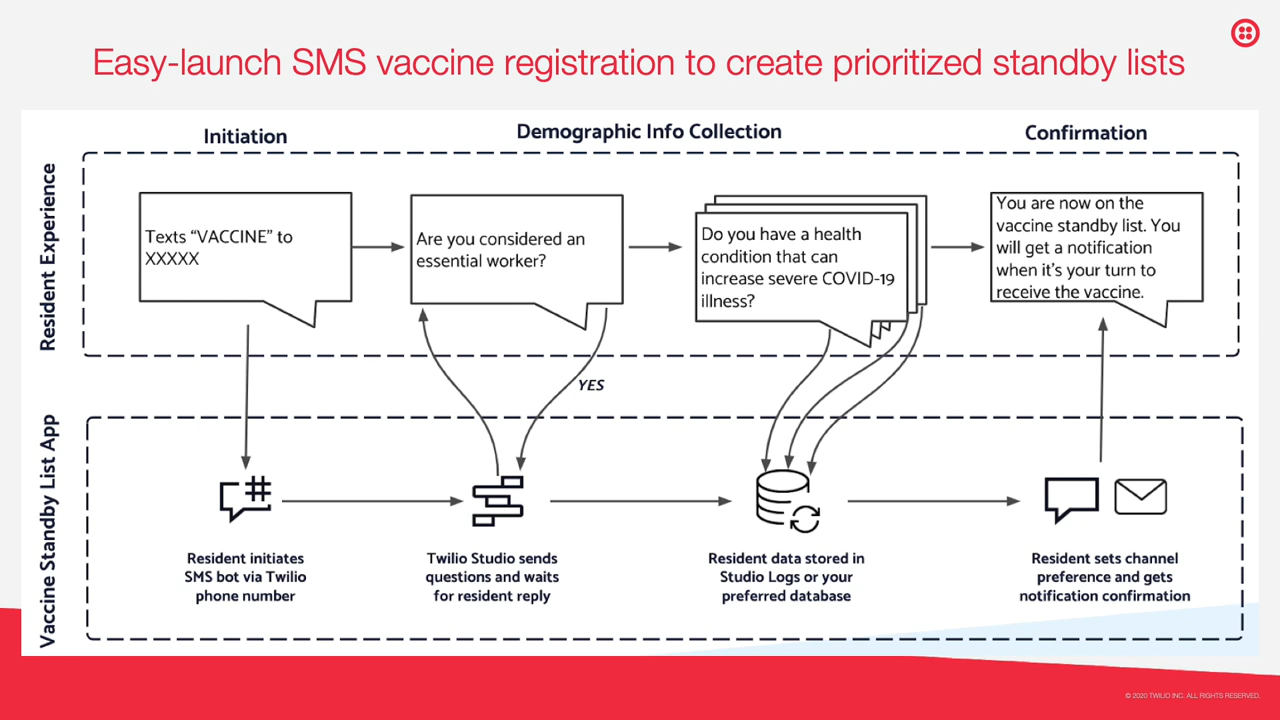 Easy-launch SMS vaccine registration to create prioritized standby lists
Initiation
Demographic Info Collection
Confirmation
Resident Experience
Texts “VACCINE” to
XXXXX
Are you considered an
essential worker?
Do you have a health
condition that can
increase severe COVID-19
illness?
You are now on the
vaccine standby list. You
will get a notification
when it’s your turn to
receive the vaccine.
YES
Vaccine Standby List App
Resident initiates
SMS bot via Twilio
phone number
Twilio Studio sends
questions and waits
for resident reply
Resident data stored in
Studio Logs or your
preferred database
Resident sets channel
preference and gets
notification confirmation
© 2020 TWILIO INC. ALL RIGHTS RESERVED.